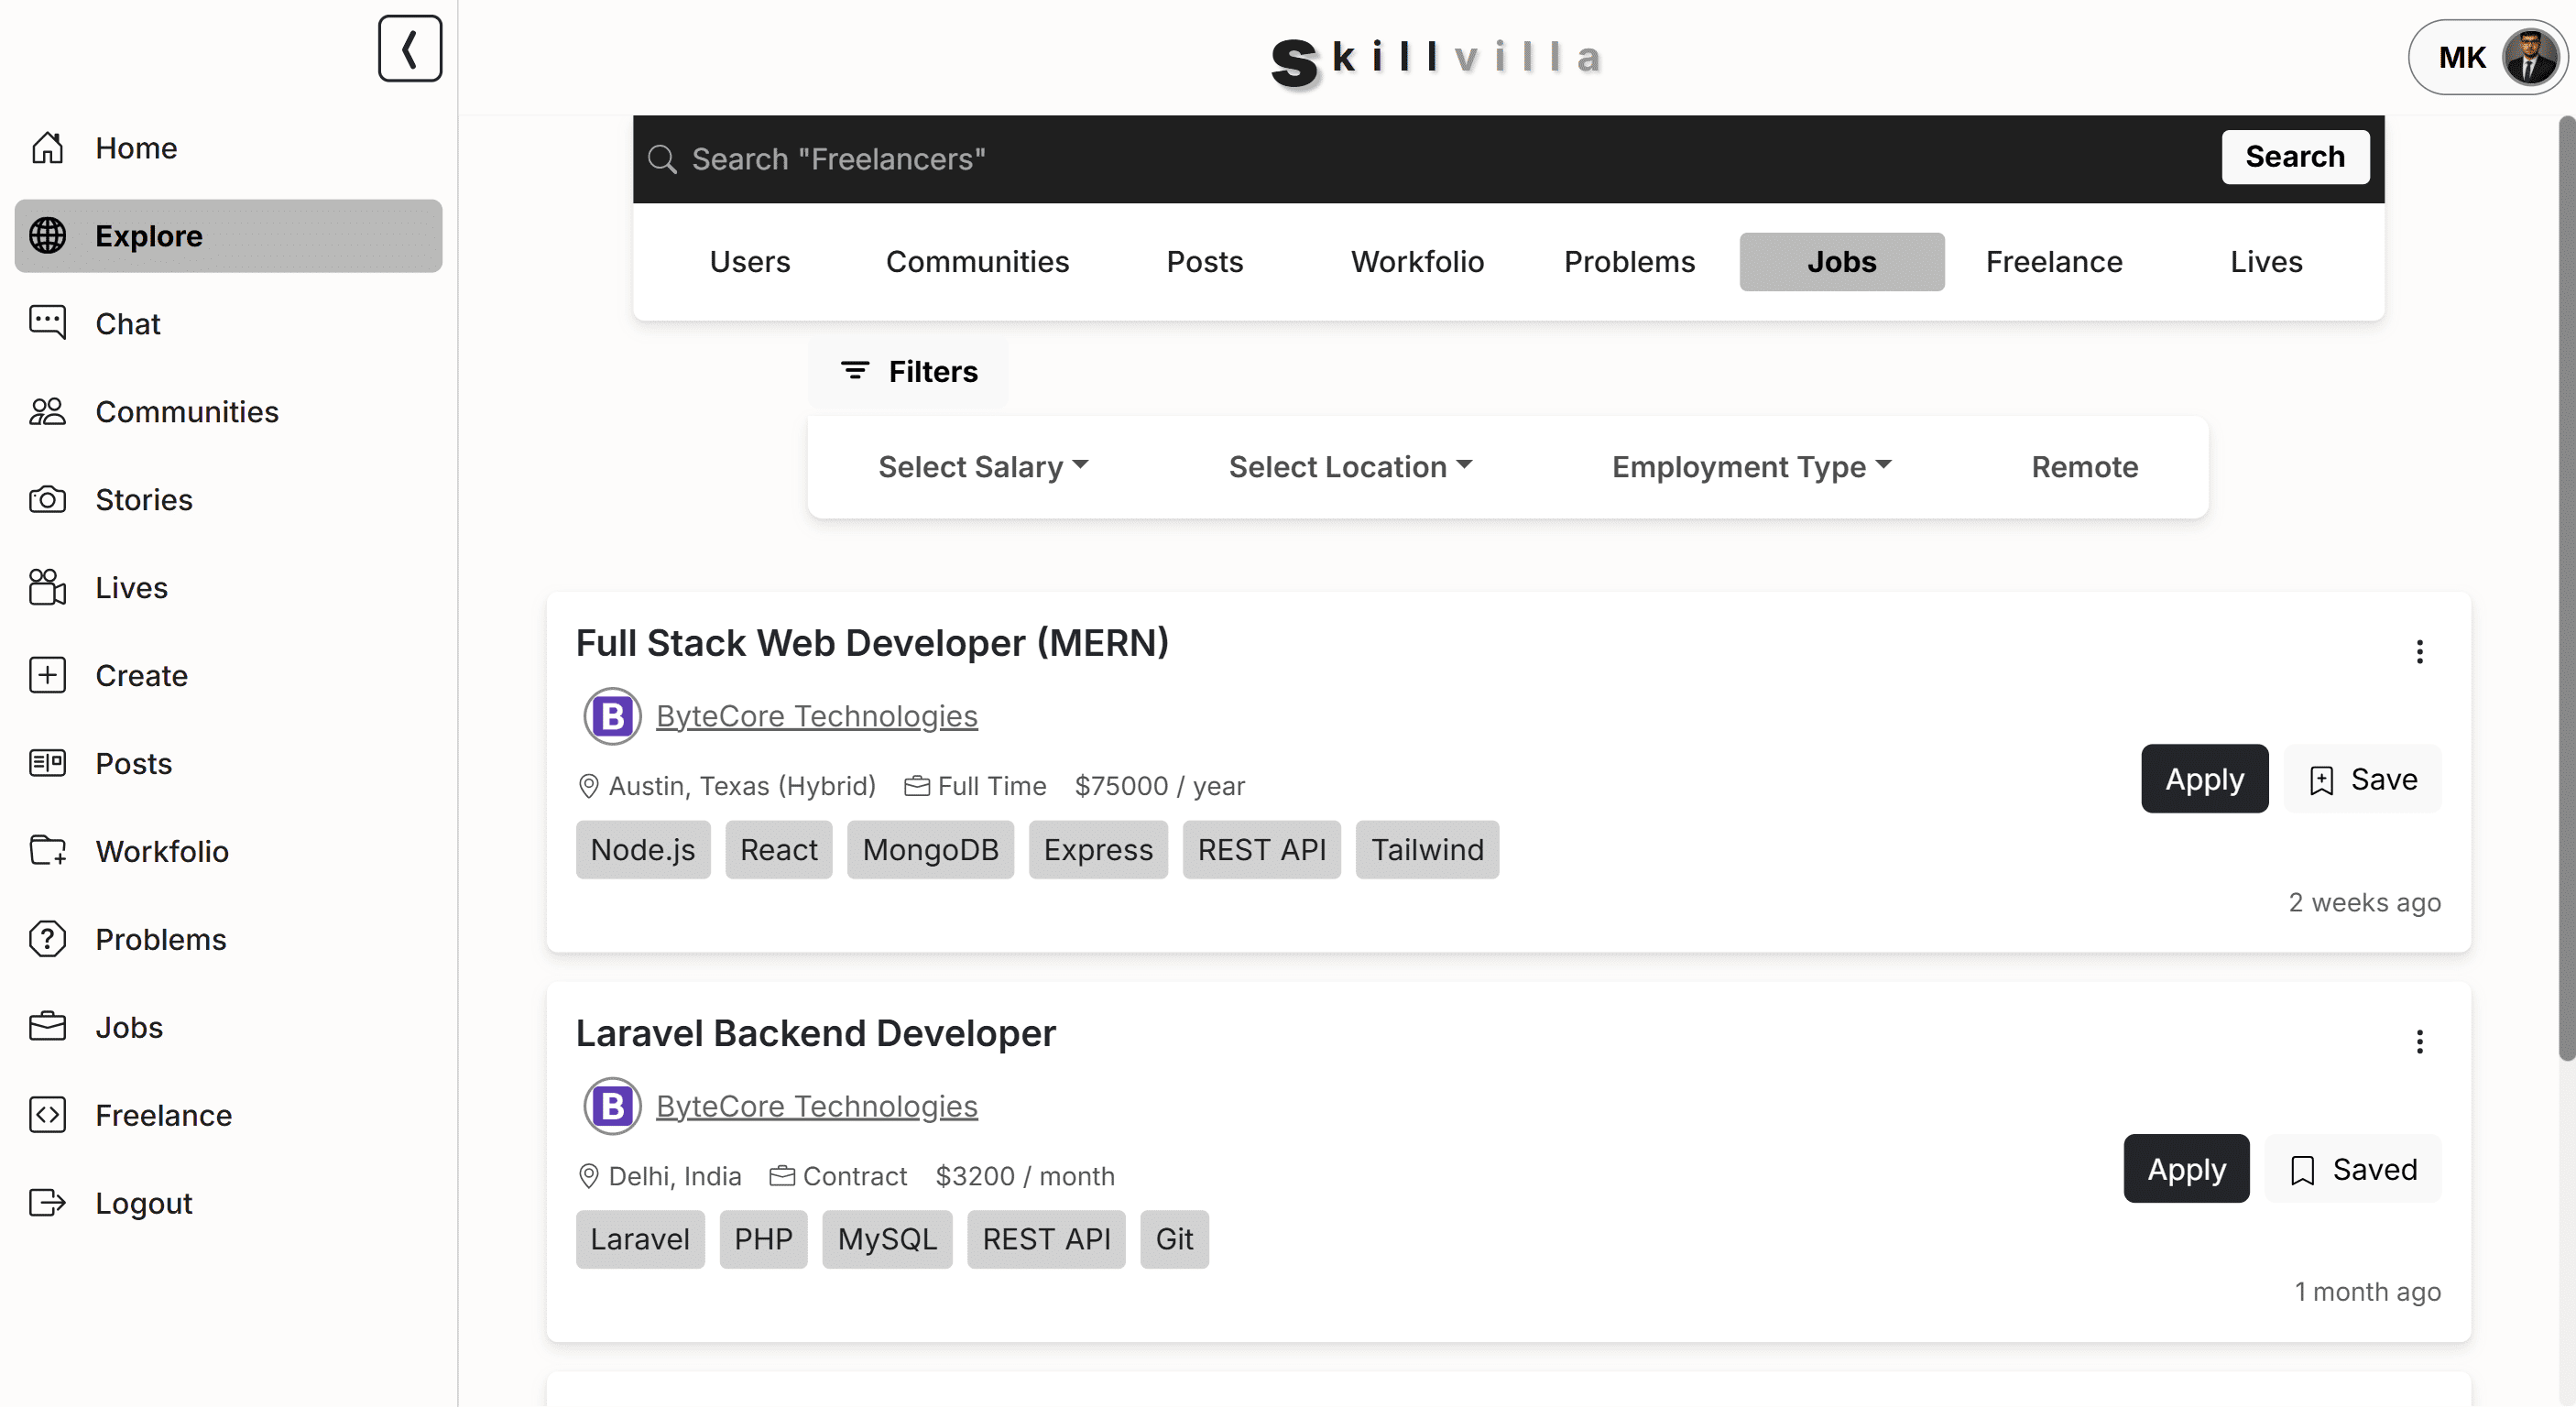 Skillvilla
MK
Home
Explore
Chat
Communities
Stories
Lives
Create
Posts
Workfolio
Problems
Jobs
Freelance
Logout
Search "Freelancers"
Search
Users Communities Posts Workfolio Problems Jobs Freelance Lives
Filters
Select Salary Select Location Employment Type Remote
Full Stack Web Developer (MERN)
B ByteCore Technologies
Austin, Texas (Hybrid) Full Time $75000 / year
Apply Save
Node.js React MongoDB Express REST API Tailwind
2 weeks ago
Laravel Backend Developer
B ByteCore Technologies
Delhi, India Contract $3200 / month
Apply Saved
Laravel PHP MySQL REST API Git
1 month ago